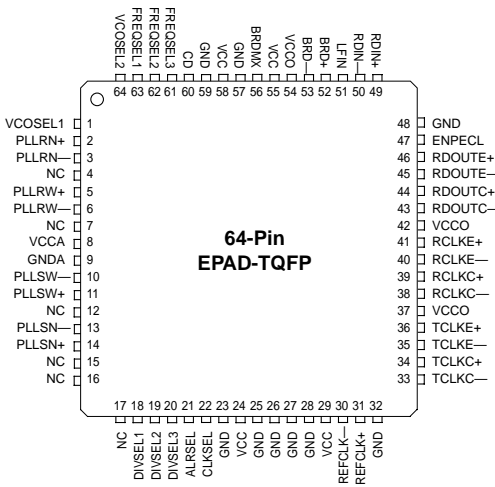 VCOSEL2
FREQSEL1
FREQSEL2
FREQSEL3
CD
GND
VCC
GND
BRDMX
VCC
VCCO
BRD—
BRD+
LFIN
RDIN—
RDIN+
64 63 62 61 60 59 58 57 56 55 54 53 52 51 50 49
VCOSEL1 1
PLLRN+ 2
PLLRN— 3
NC 4
PLLRW+ 5
PLLRW— 6
NC 7
VCCA 8
GNDA 9
PLLSW— 10
PLLSW+ 11
NC 12
PLLSN— 13
PLLSN+ 14
NC 15
NC 16
64-Pin
EPAD-TQFP
48 GND
47 ENPECL
46 RDOUTE+
45 RDOUTE—
44 RDOUTC+
43 RDOUTC—
42 VCCO
41 RCLKE+
40 RCLKE—
39 RCLKC+
38 RCLKC—
37 VCCO
36 TCLKE+
35 TCLKE—
34 TCLKC+
33 TCLKC—
17 18 19 20 21 22 23 24 25 26 27 28 29 30 31 32
NC
DIVSEL1
DIVSEL2
DIVSEL3
ALRSEL
CLKSEL
GND
VCC
GND
GND
GND
GND
VCC
REFCLK—
REFCLK+
GND